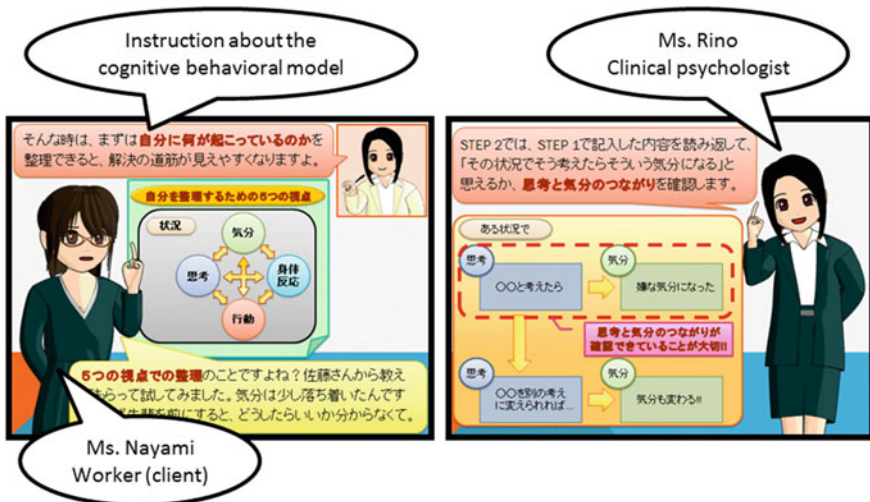 Instruction about the
cognitive behavioral model
Ms. Rino
Clinical psychologist
そんな時は、まずは自分に何が起こっているのかを
整理できると、解決の道筋が見えやすくなりますよ。
自分を整理するための5つの視点
状況
気分
思考
身体
反応
行動
5つの視点での整理のことですよね?佐藤さんから教え
もらって試してみました。気分は少し落ち着いたんです
先輩を前にすると、どうしたらいいか分からなくて。
Ms. Nayami
Worker (client)
STEP 2では、STEP 1で記入した内容を読み返して、
「その状況でそう考えたらそういう気分になる」と
思えるか、思考と気分のつながりを確認します。
ある状況で
思考
〇〇と考えたら
気分
嫌な気分になった
思考と気分のつながりが
確認できていることが大切!!
思考
〇〇を別の考え
に変えられれば…
気分
気分も変わる!!